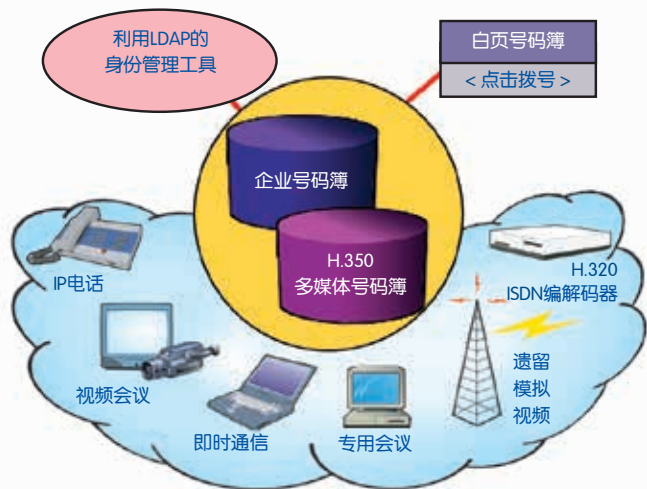 利用LDAP的
身份管理工具
白页号码簿
< 点击拨号 >
企业号码簿
H.350
多媒体号码簿
IP电话
H.320
ISDN编解码器
视频会议
即时通信
专用会议
遗留
模拟
视频